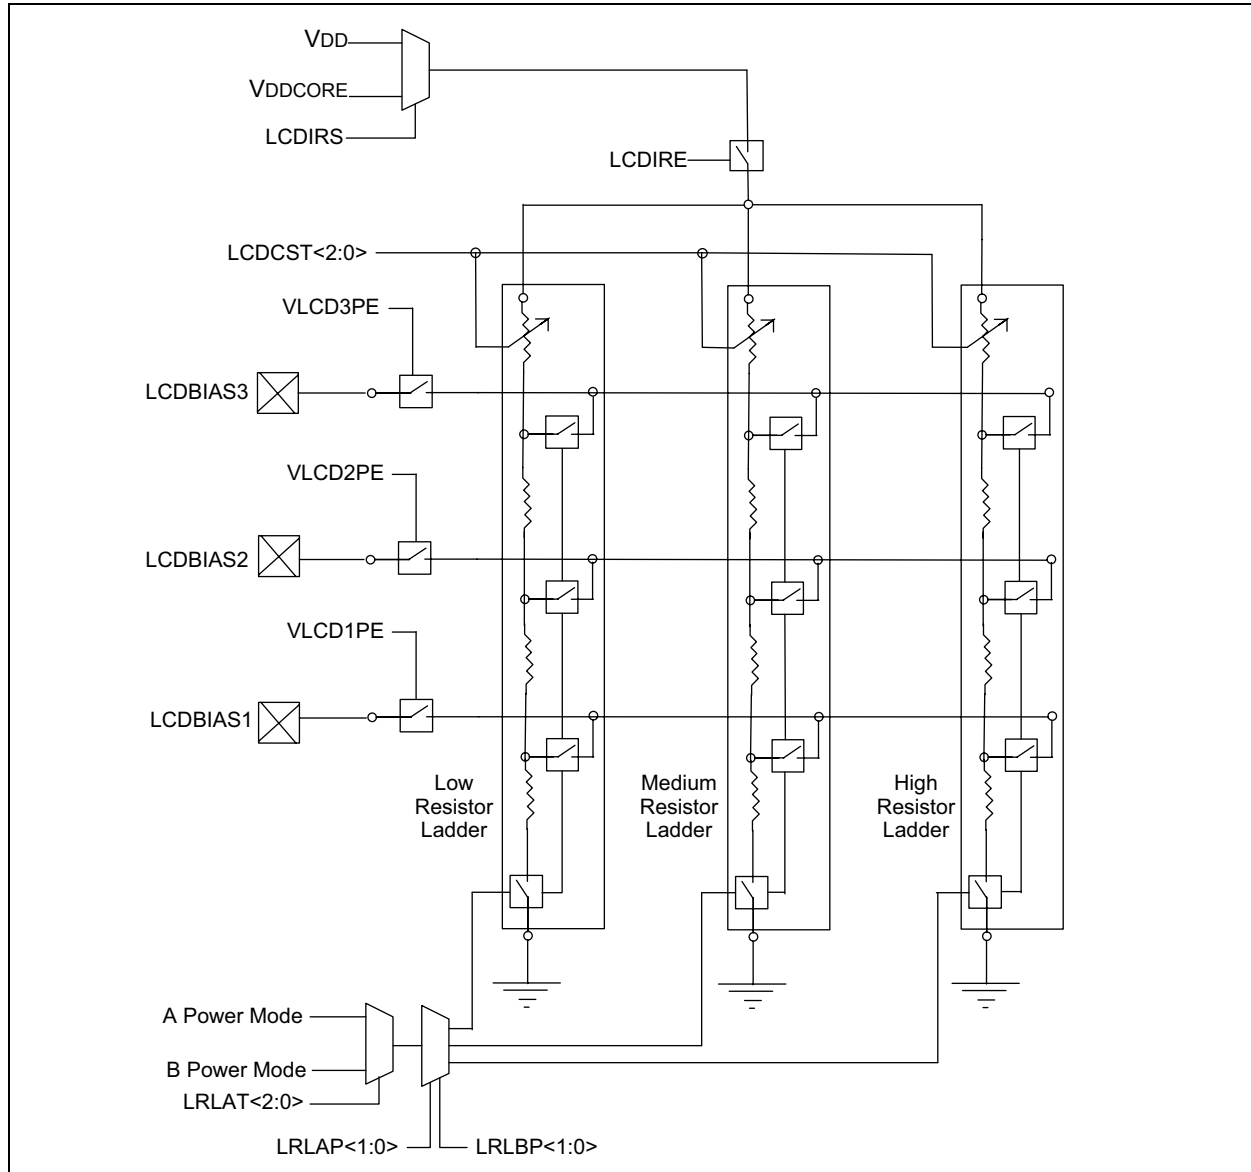 VDD
VDDCORE
LCDIRS
LCDIRE
LCDCST<2:0>
VLCD3PE
LCDBIAS3
VLCD2PE
LCDBIAS2
VLCD1PE
LCDBIAS1
Low
Resistor
Ladder
Medium
Resistor
Ladder
High
Resistor
Ladder
A Power Mode
B Power Mode
LRLAT<2:0>
LRLAP<1:0>
LRLBP<1:0>